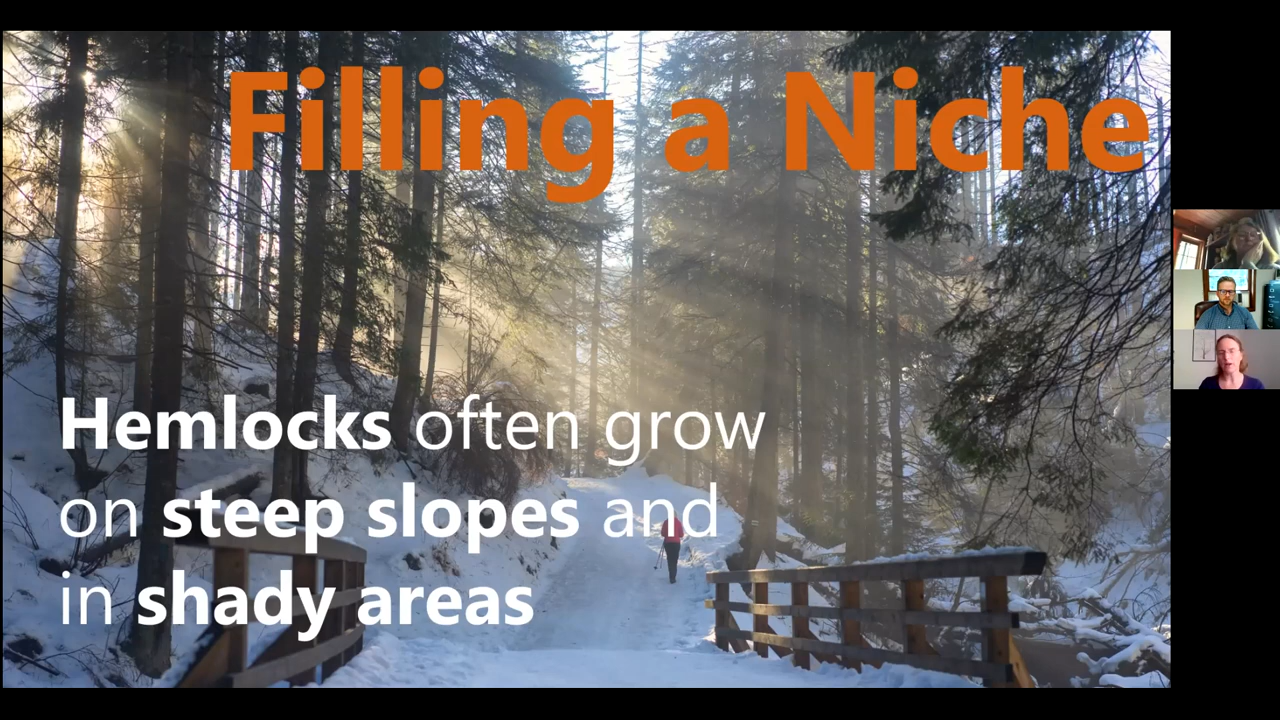 Filling a Niche
Hemlocks often grow
on steep slopes and
in shady areas